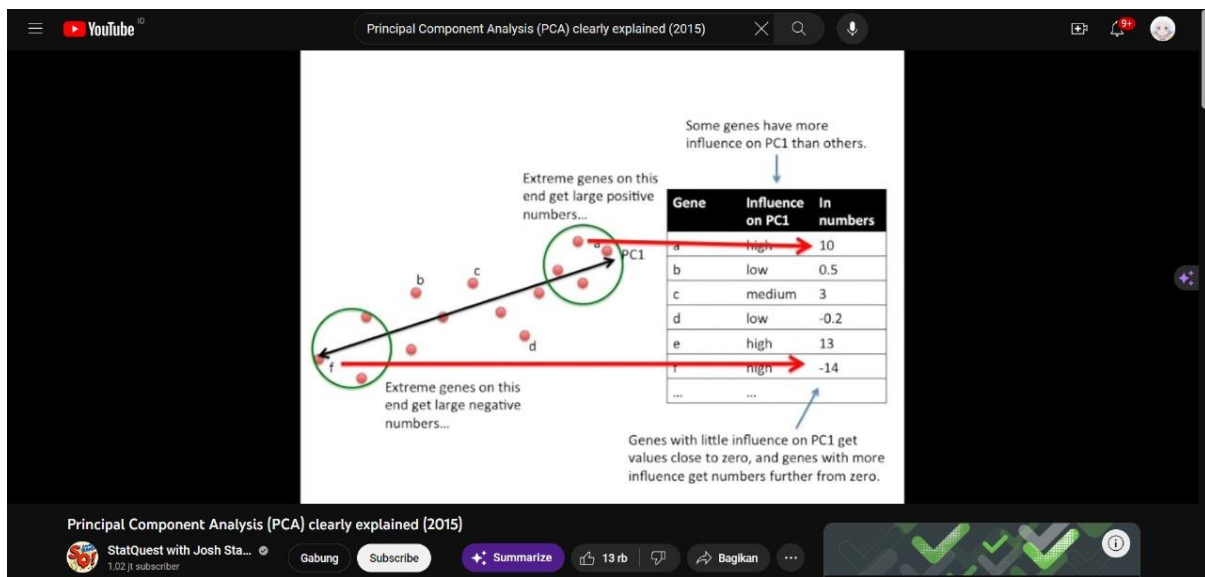 YouTube ID
Principal Component Analysis (PCA) clearly explained (2015)
9+
Some genes have more
influence on PC1 than others.
Extreme genes on this
end get large positive
numbers...
Gene Influence on PC1 In numbers
a high 10
b low 0.5
c medium 3
d low -0.2
e high 13
f high -14
... ...
a
PC1
b
c
d
f
Extreme genes on this
end get large negative
numbers...
Genes with little influence on PC1 get
values close to zero, and genes with more
influence get numbers further from zero.
Principal Component Analysis (PCA) clearly explained (2015)
SQ!
StatQuest with Josh Sta...
1,02 jt subscriber
Gabung
Subscribe
Summarize
13 rb
Bagikan
...